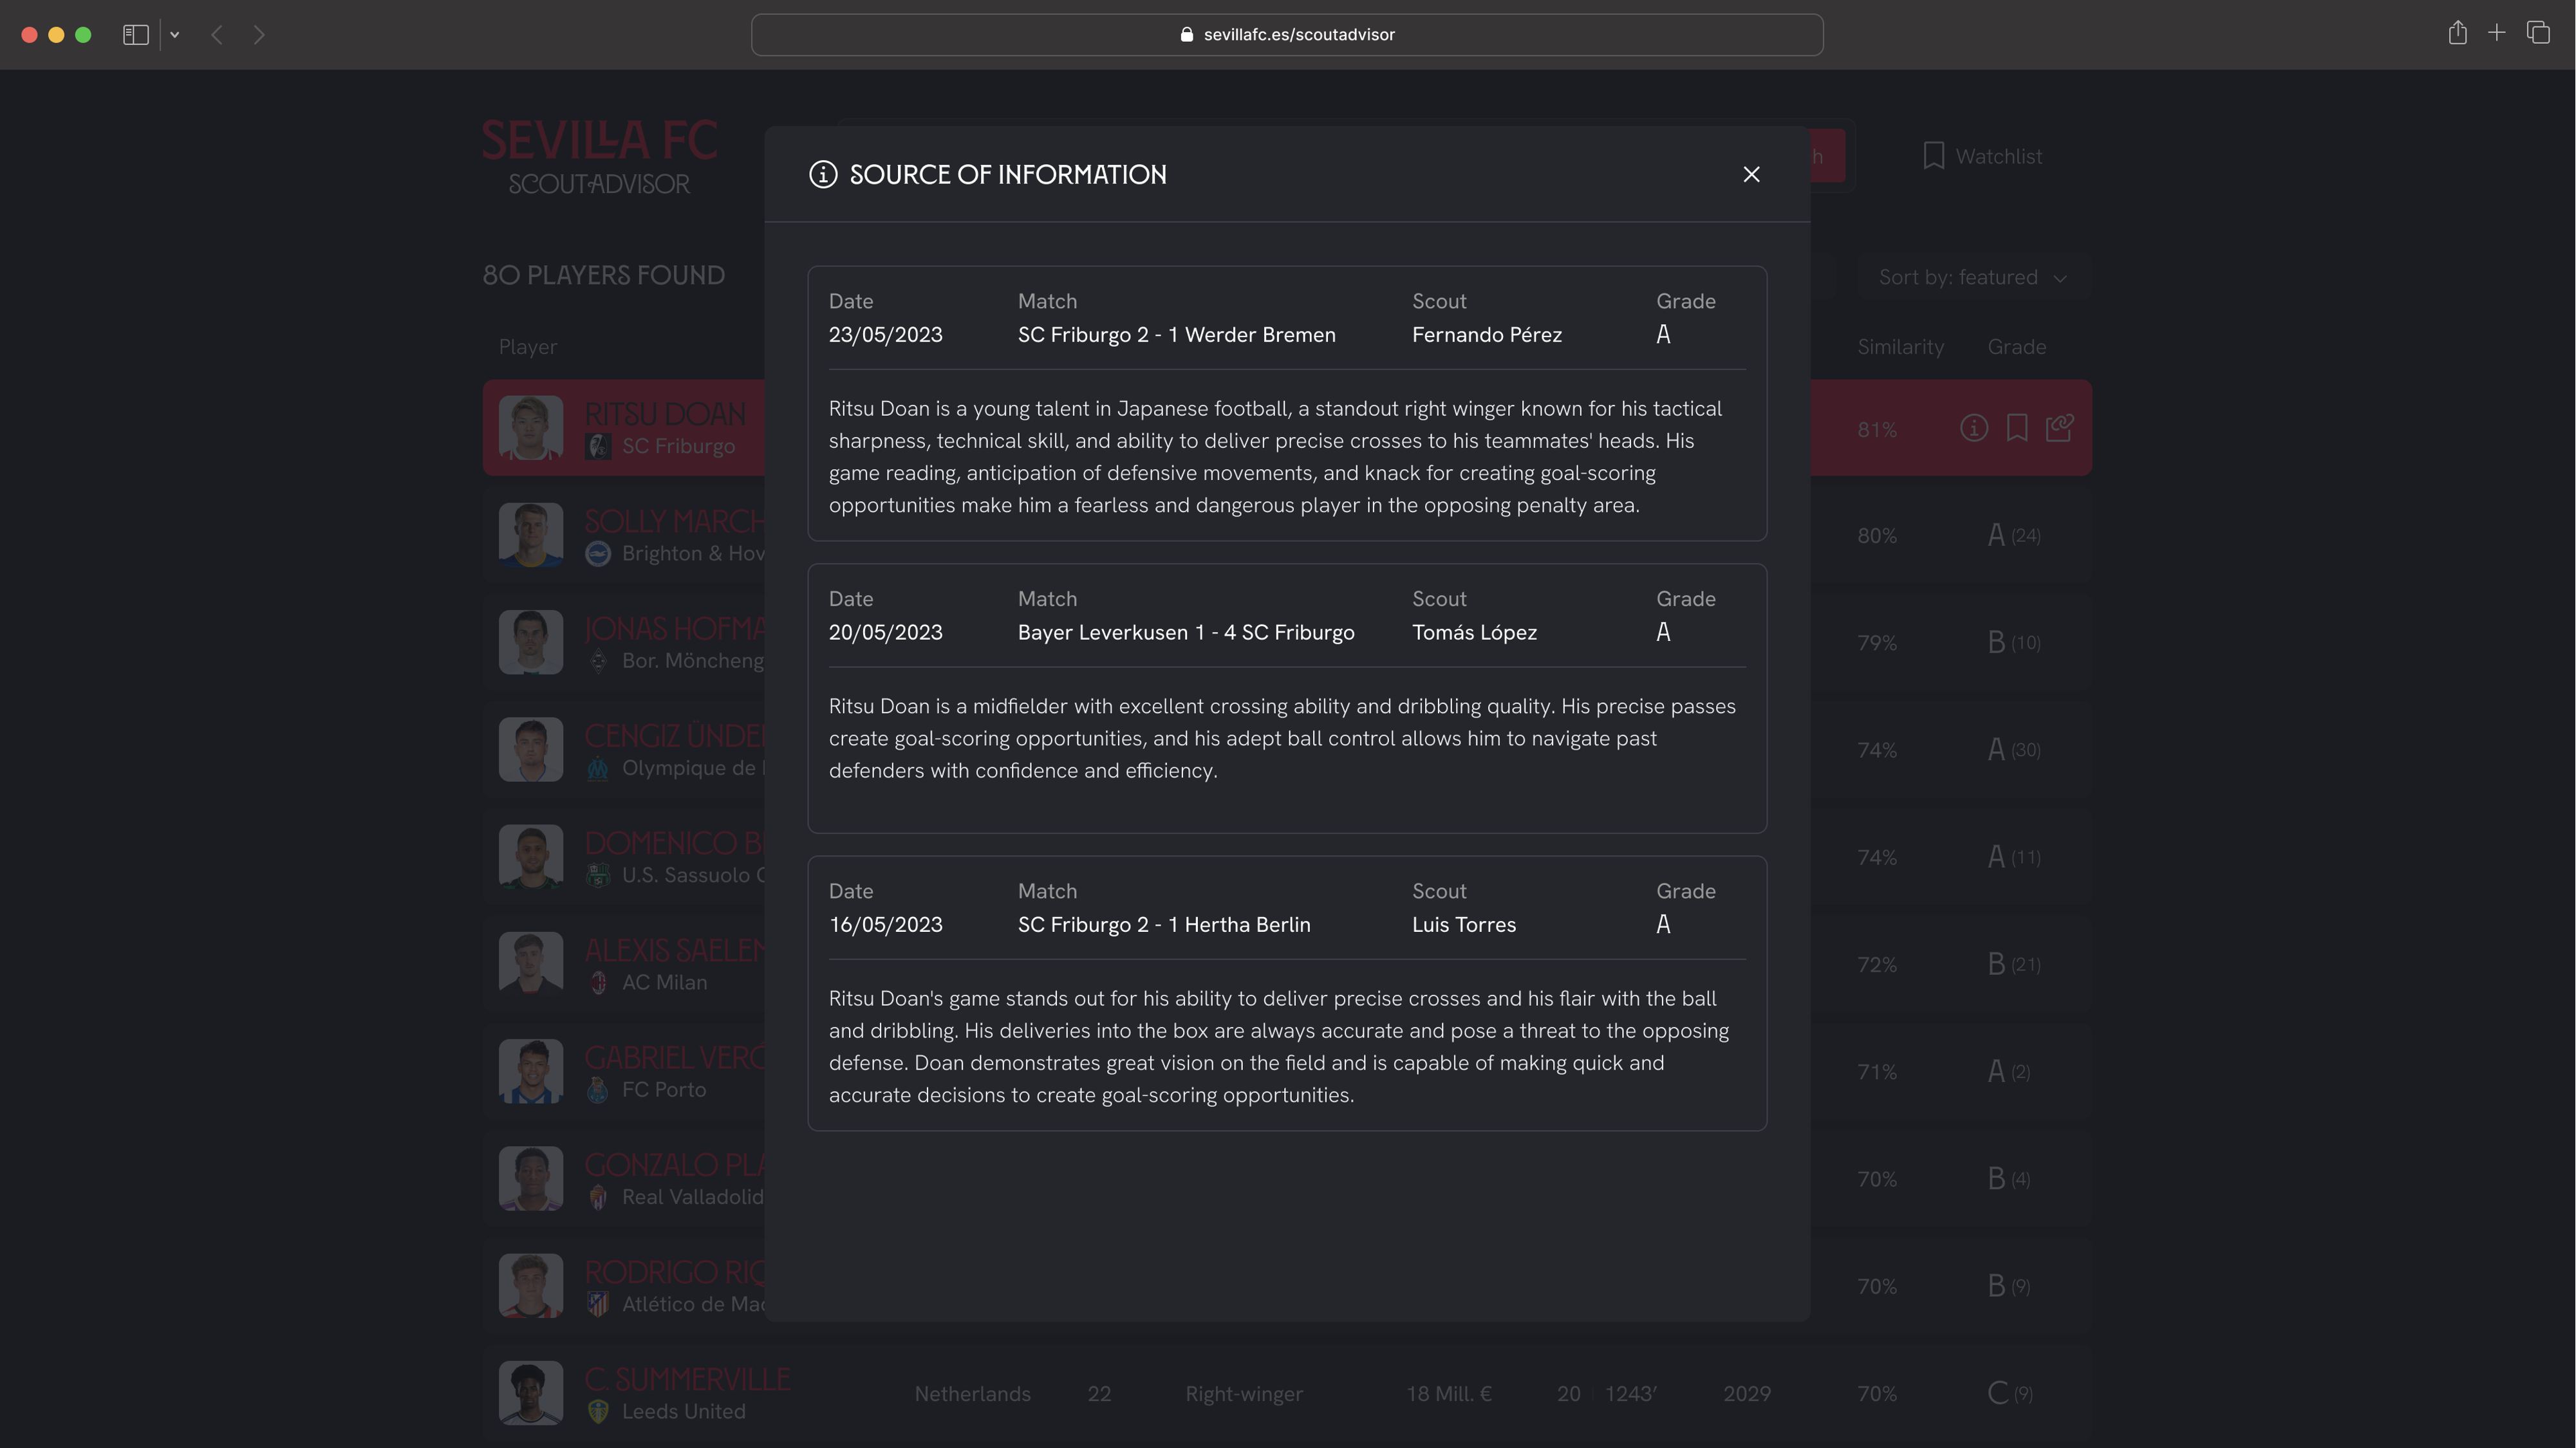 sevillafc.es/scoutadvisor
SEVILLA FC
SCOUTADVISOR
h
Watchlist
SOURCE OF INFORMATION
80 PLAYERS FOUND
Sort by: featured
Player
Similarity
Grade
Date
Match
Scout
Grade
23/05/2023
SC Friburgo 2 - 1 Werder Bremen
Fernando Pérez
A
Ritsu Doan is a young talent in Japanese football, a standout right winger known for his tactical
sharpness, technical skill, and ability to deliver precise crosses to his teammates' heads. His
game reading, anticipation of defensive movements, and knack for creating goal-scoring
opportunities make him a fearless and dangerous player in the opposing penalty area.
Date
Match
Scout
Grade
20/05/2023
Bayer Leverkusen 1 - 4 SC Friburgo
Tomás López
A
Ritsu Doan is a midfielder with excellent crossing ability and dribbling quality. His precise passes
create goal-scoring opportunities, and his adept ball control allows him to navigate past
defenders with confidence and efficiency.
Date
Match
Scout
Grade
16/05/2023
SC Friburgo 2 - 1 Hertha Berlin
Luis Torres
A
Ritsu Doan's game stands out for his ability to deliver precise crosses and his flair with the ball
and dribbling. His deliveries into the box are always accurate and pose a threat to the opposing
defense. Doan demonstrates great vision on the field and is capable of making quick and
accurate decisions to create goal-scoring opportunities.
RITSU DOAN
SC Friburgo
81%
SOLLY MARCH
Brighton & Hov
80%
A (24)
JONAS HOFMA
Bor. Möncheng
79%
B (10)
CENGIZ ÜNDE
Olympique de
74%
A (30)
DOMENICO B
U.S. Sassuolo C
74%
A (11)
ALEXIS SAELEM
AC Milan
72%
B (21)
GABRIEL VERÓ
FC Porto
71%
A (2)
GONZALO PLA
Real Valladolid
70%
B (4)
RODRIGO RIQ
Atlético de Mad
70%
B (9)
C. SUMMERVILLE
Leeds United
Netherlands
22
Right-winger
18 Mill. €
20
1243′
2029
70%
C (9)